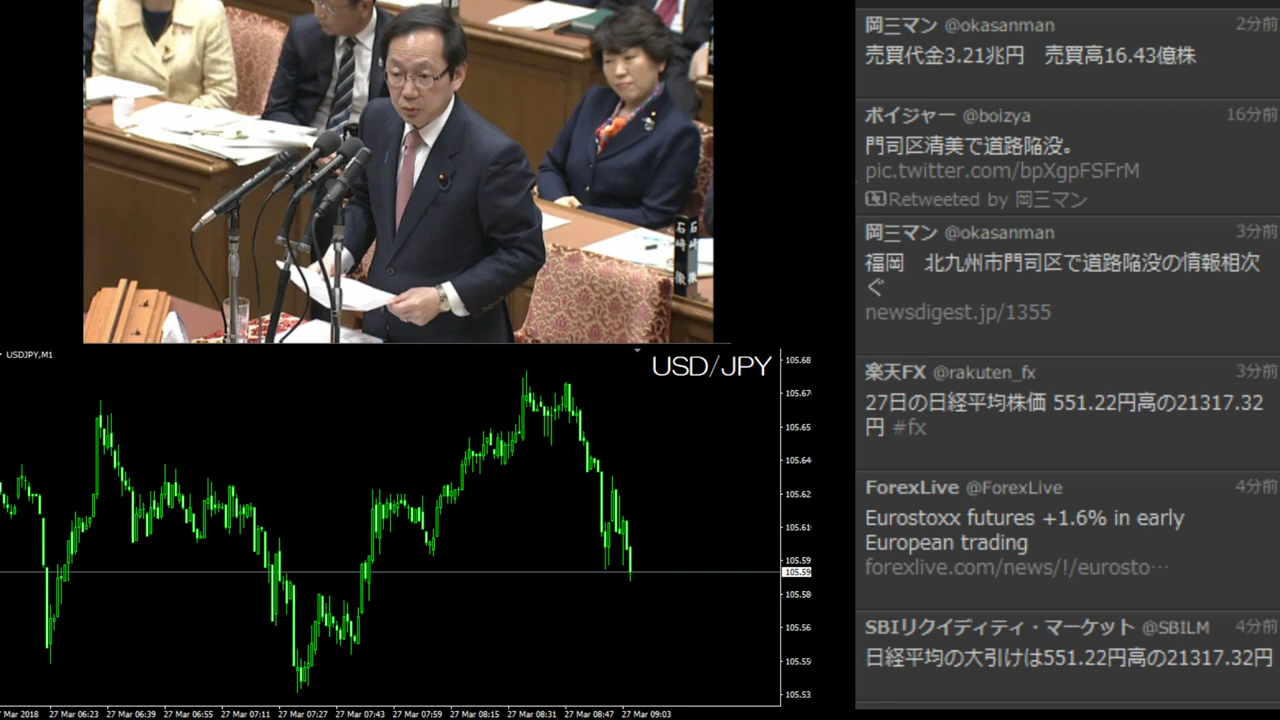 石崎 徹
石崎 徹
USDJPY,M1
USD/JPY
105.68
105.67
105.65
105.64
105.62
105.61
105.59
105.59
105.58
105.56
105.55
105.53
Mar 2018
27 Mar 06:23
27 Mar 06:39
27 Mar 06:55
27 Mar 07:11
27 Mar 07:27
27 Mar 07:43
27 Mar 07:59
27 Mar 08:15
27 Mar 08:31
27 Mar 08:47
27 Mar 09:03
岡三マン @okasanman 2分前
売買代金3.21兆円　売買高16.43億株
ボイジャー @boizya 16分前
門司区清美で道路陥没。
pic.twitter.com/bpXgpFSFrM
Retweeted by 岡三マン
岡三マン @okasanman 3分前
福岡　北九州市門司区で道路陥没の情報相次
ぐ
newsdigest.jp/1355
楽天FX @rakuten_fx 3分前
27日の日経平均株価 551.22円高の21317.32
円 #fx
ForexLive @ForexLive 4分前
Eurostoxx futures +1.6% in early
European trading
forexlive.com/news/!/eurosto…
SBIリクイディティ・マーケット @SBILM 4分前
日経平均の大引けは551.22円高の21317.32円